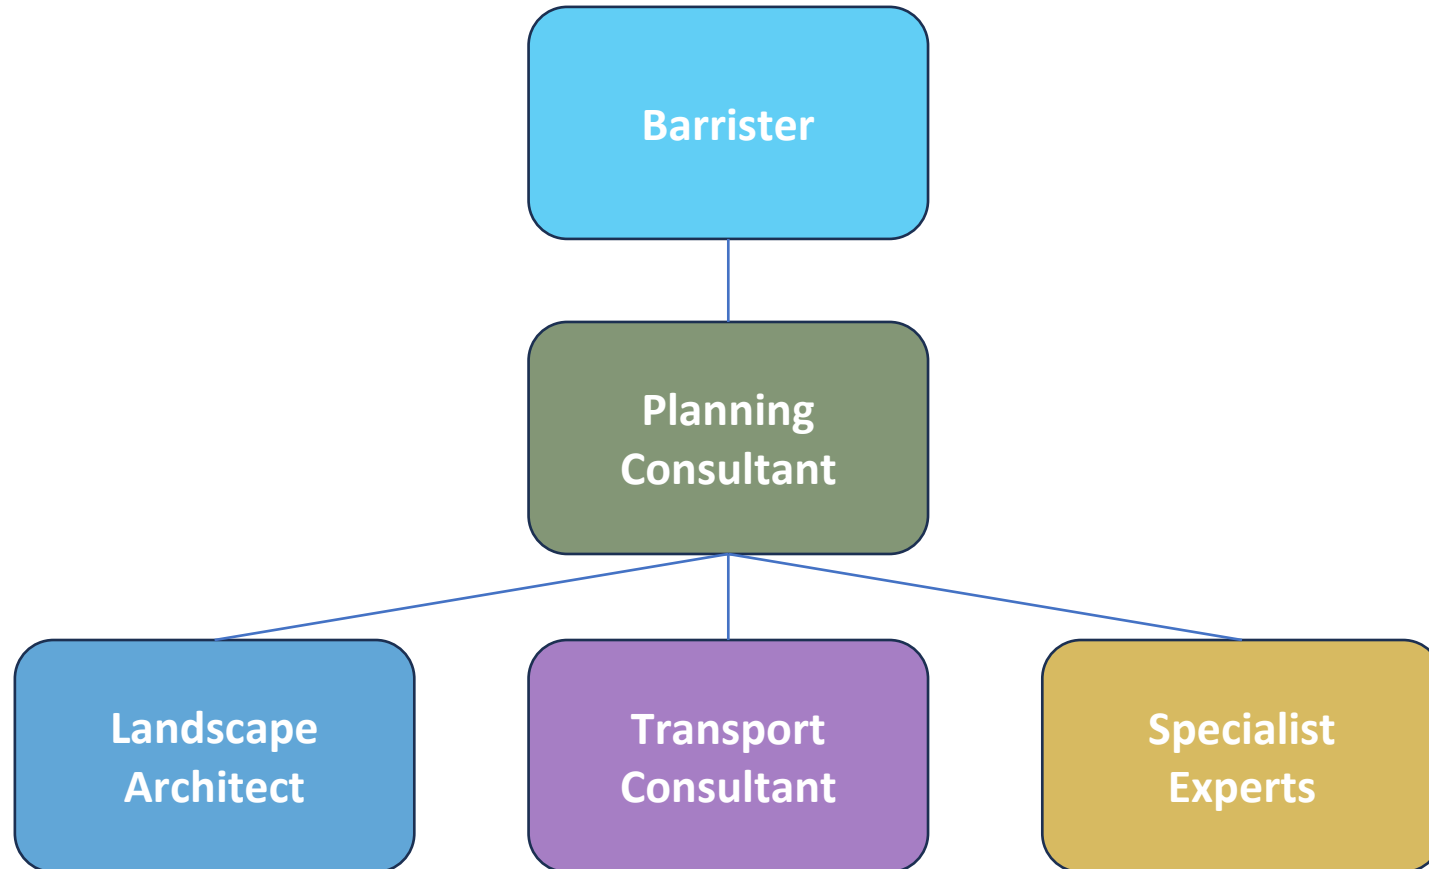 Barrister
Planning
Consultant
Landscape
Architect
Transport
Consultant
Specialist
Experts